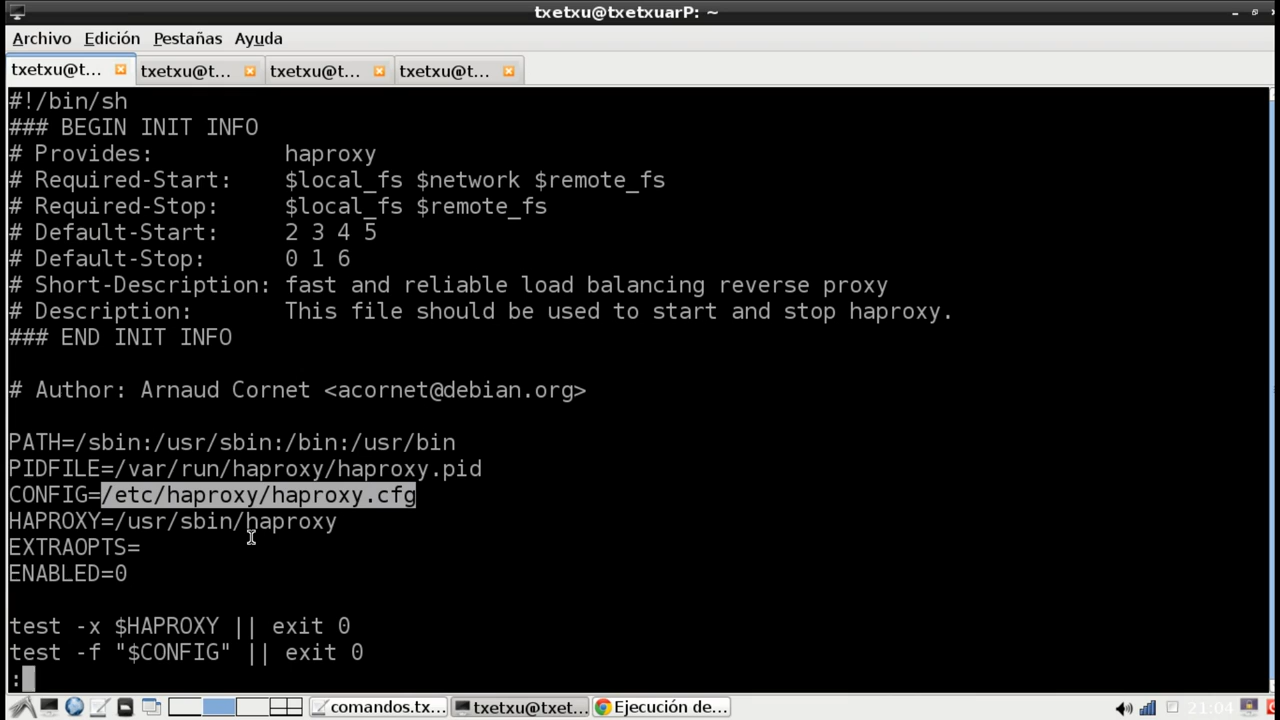 txetxu@txetxuarP: ~
Archivo Edición Pestañas Ayuda
txetxu@t... txetxu@t... txetxu@t... txetxu@t...
#!/bin/sh
### BEGIN INIT INFO
# Provides: haproxy
# Required-Start: $local_fs $network $remote_fs
# Required-Stop: $local_fs $remote_fs
# Default-Start: 2 3 4 5
# Default-Stop: 0 1 6
# Short-Description: fast and reliable load balancing reverse proxy
# Description: This file should be used to start and stop haproxy.
### END INIT INFO
# Author: Arnaud Cornet <acornet@debian.org>
PATH=/sbin:/usr/sbin:/bin:/usr/bin
PIDFILE=/var/run/haproxy/haproxy.pid
CONFIG=/etc/haproxy/haproxy.cfg
HAPROXY=/usr/sbin/haproxy
EXTRAOPTS=
ENABLED=0
test -x $HAPROXY || exit 0
test -f "$CONFIG" || exit 0
:
comandos.tx... txetxu@txet... Ejecución de... 21:04